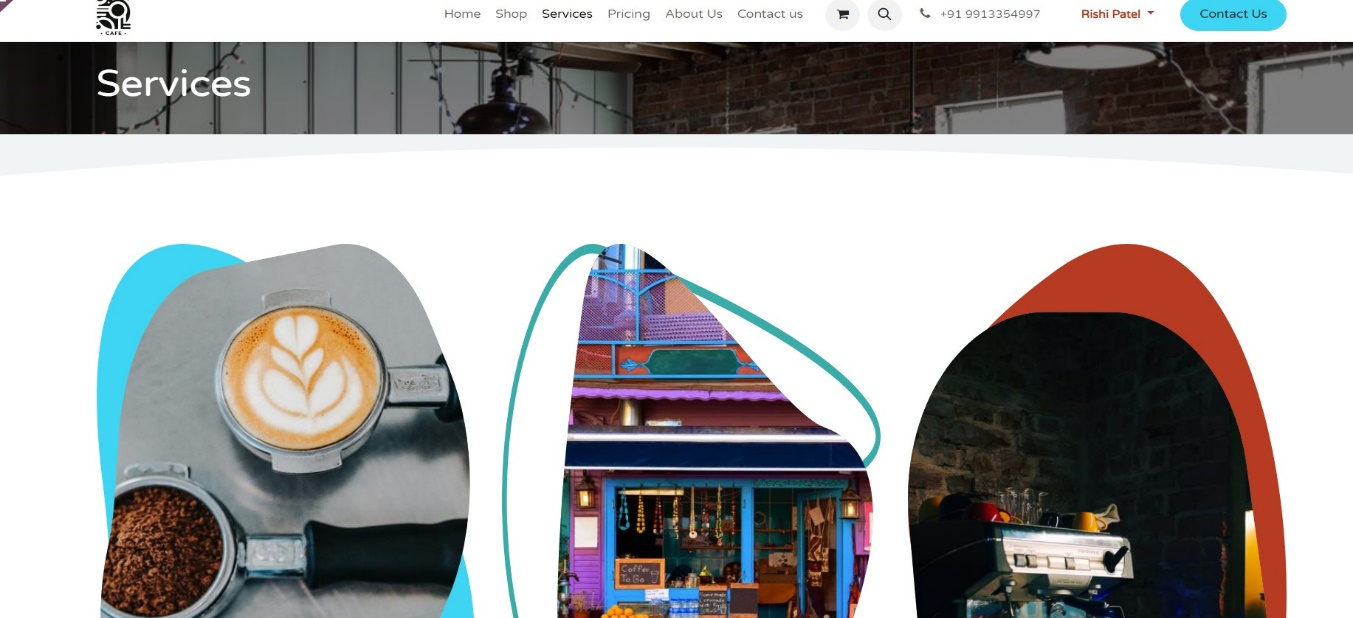 · CAFE ·
Home Shop Services Pricing About Us Contact us +91 9913354997 Rishi Patel Contact Us
Services
Coffee
To Go